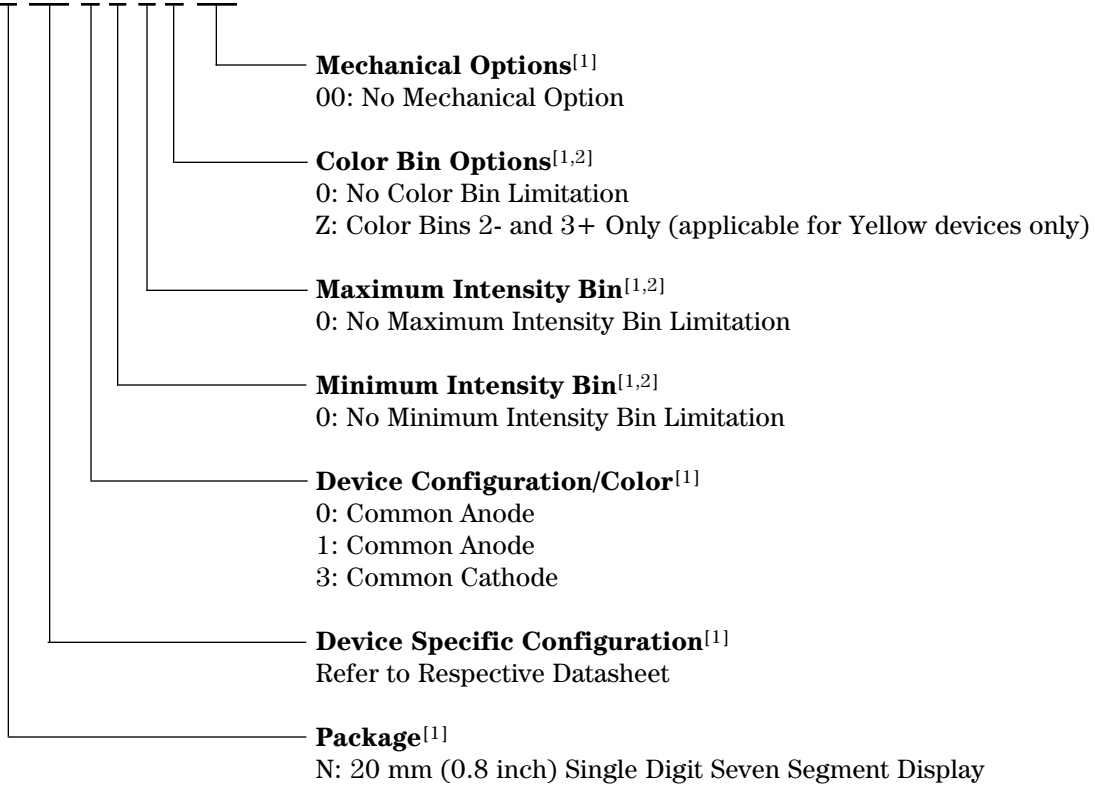 Mechanical Options[1]
00: No Mechanical Option
Color Bin Options[1,2]
0: No Color Bin Limitation
Z: Color Bins 2- and 3+ Only (applicable for Yellow devices only)
Maximum Intensity Bin[1,2]
0: No Maximum Intensity Bin Limitation
Minimum Intensity Bin[1,2]
0: No Minimum Intensity Bin Limitation
Device Configuration/Color[1]
0: Common Anode
1: Common Anode
3: Common Cathode
Device Specific Configuration[1]
Refer to Respective Datasheet
Package[1]
N: 20 mm (0.8 inch) Single Digit Seven Segment Display